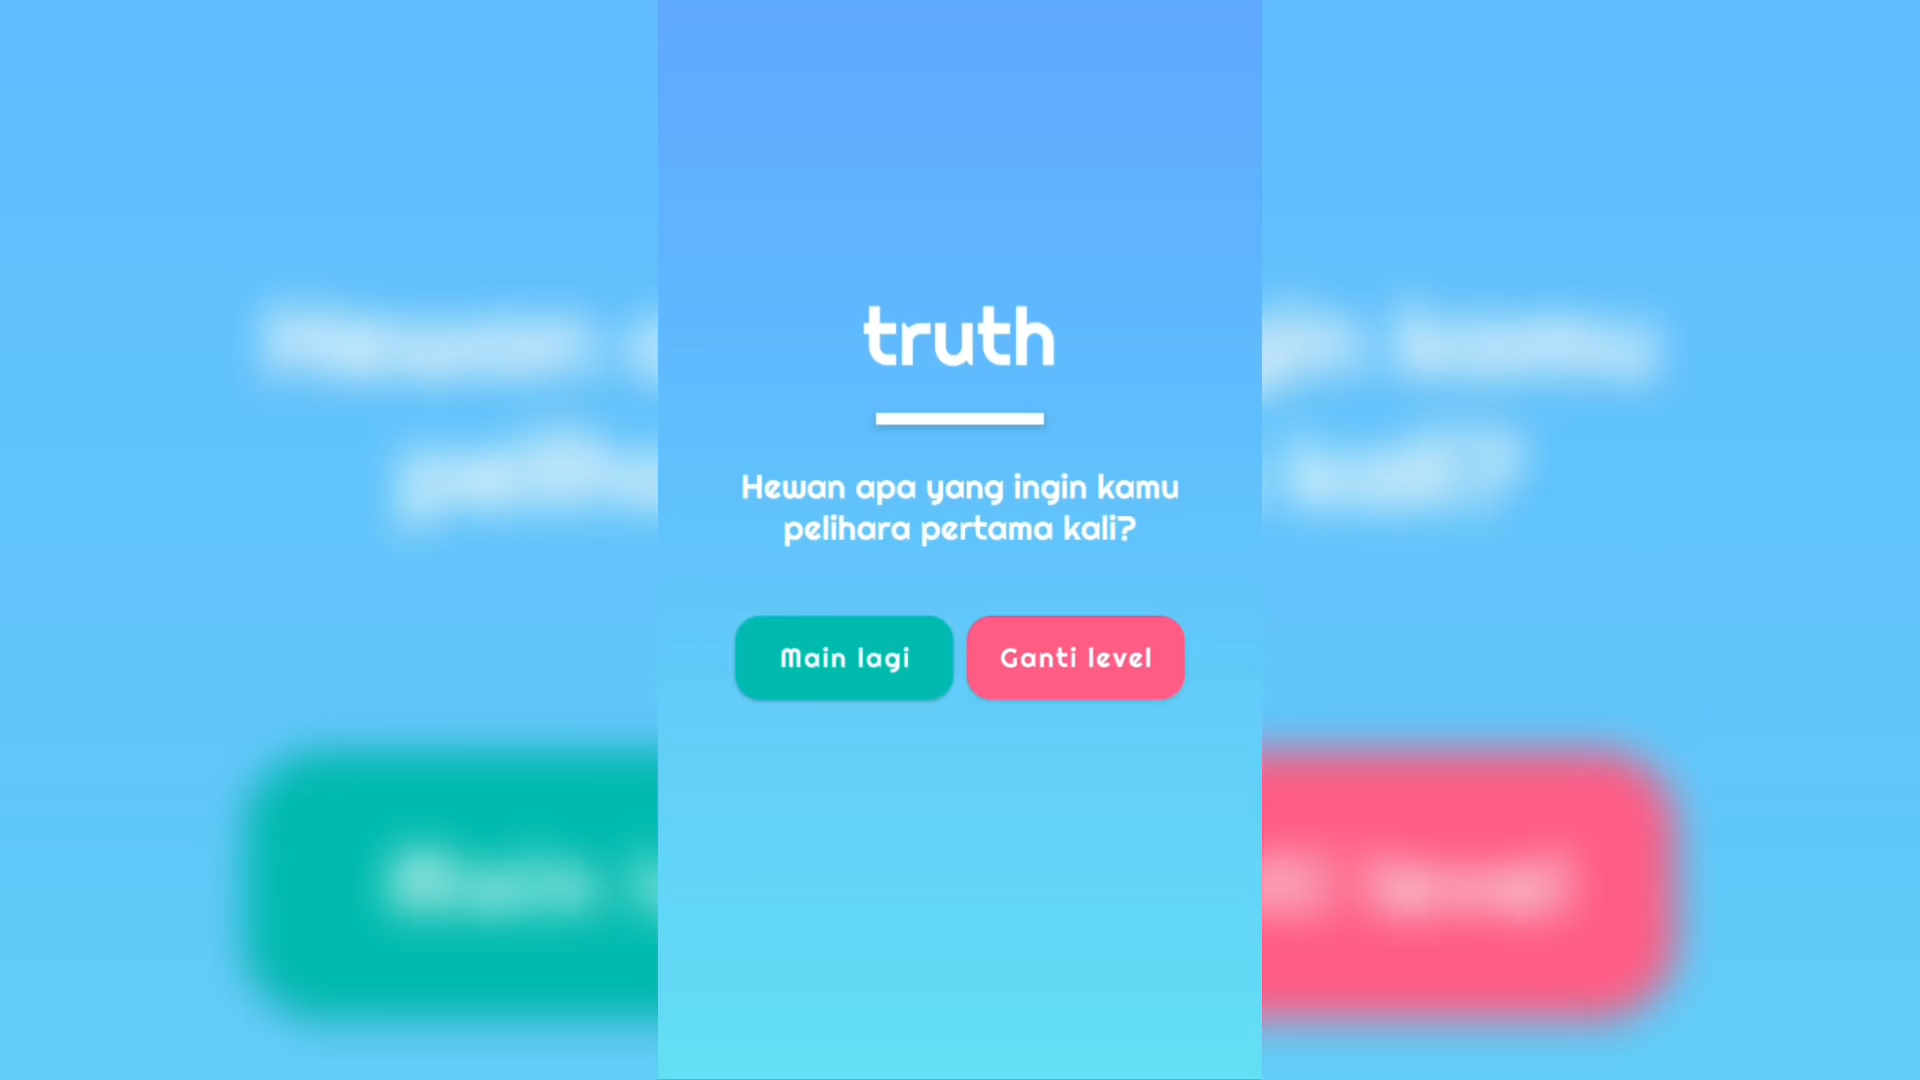 truth
Hewan apa yang ingin kamu
pelihara pertama kali?
Main lagi
Ganti level